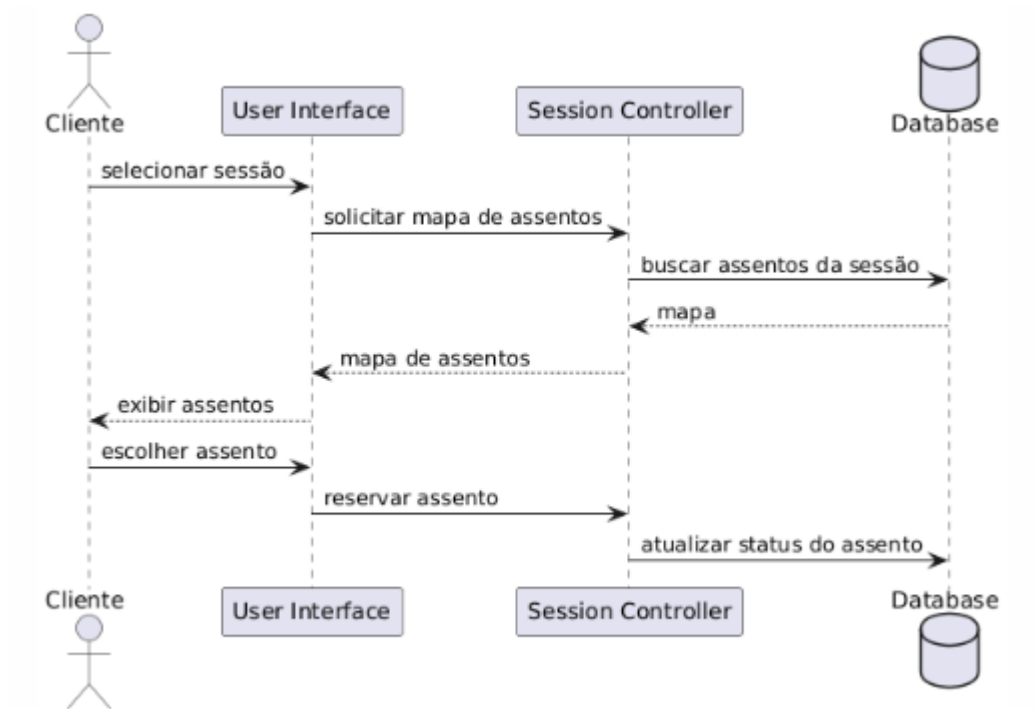 Cliente
User Interface
Session Controller
Database
selecionar sessão
solicitar mapa de assentos
buscar assentos da sessão
mapa
mapa de assentos
exibir assentos
escolher assento
reservar assento
atualizar status do assento
Cliente
User Interface
Session Controller
Database